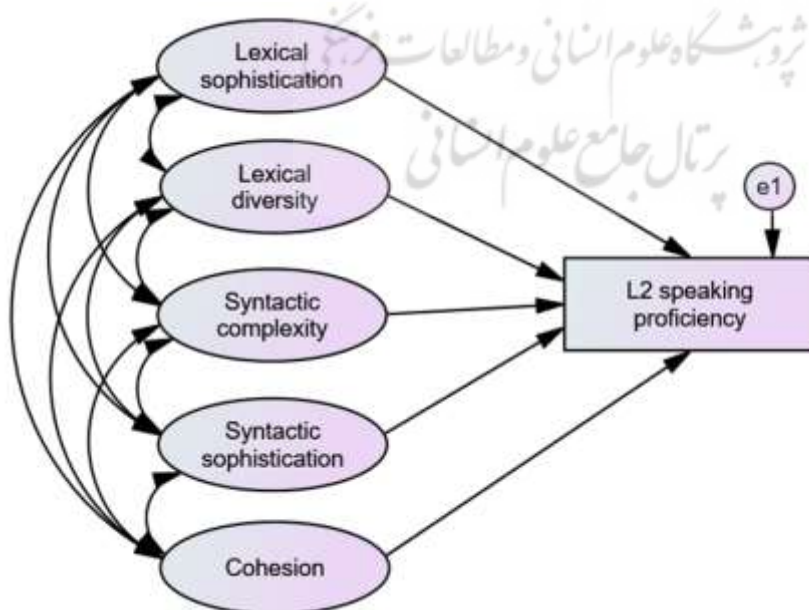 پژوهشگاه علوم انسانی و مطالعات فرهنگی
پرتال جامع علوم انسانی
Lexical
sophistication
Lexical
diversity
e1
Syntactic
complexity
L2 speaking
proficiency
Syntactic
sophistication
Cohesion